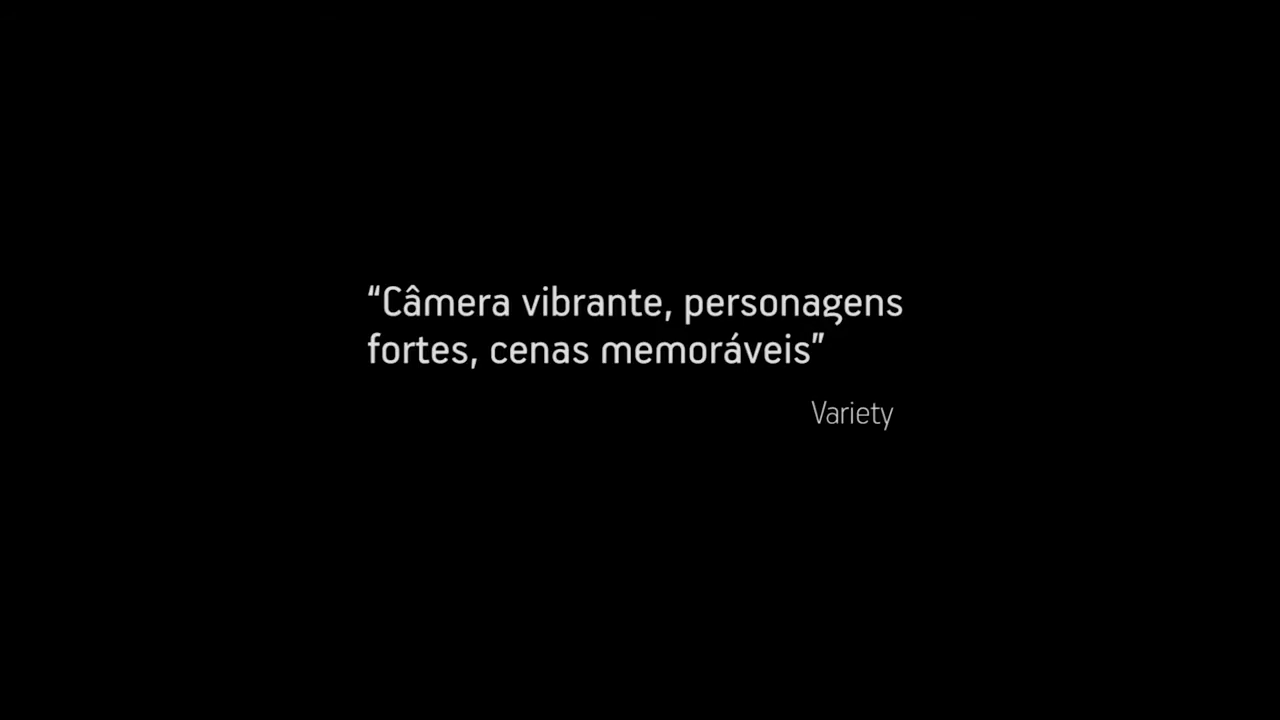 “Câmera vibrante, personagens
fortes, cenas memoráveis”
Variety